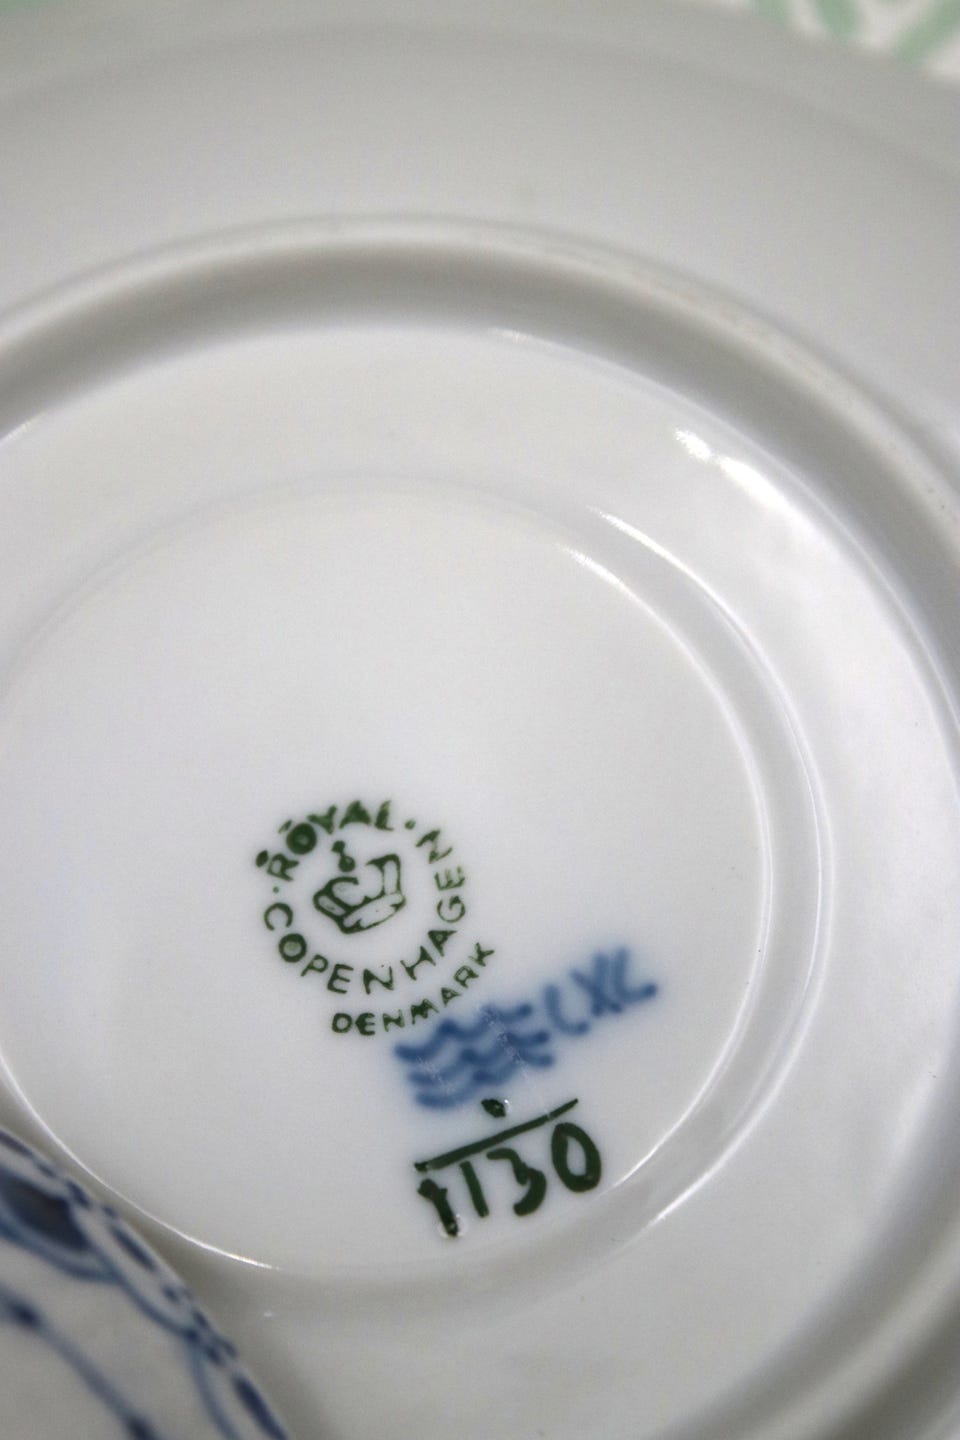 ROYAL
COPENHAGEN
DENMARK
1130